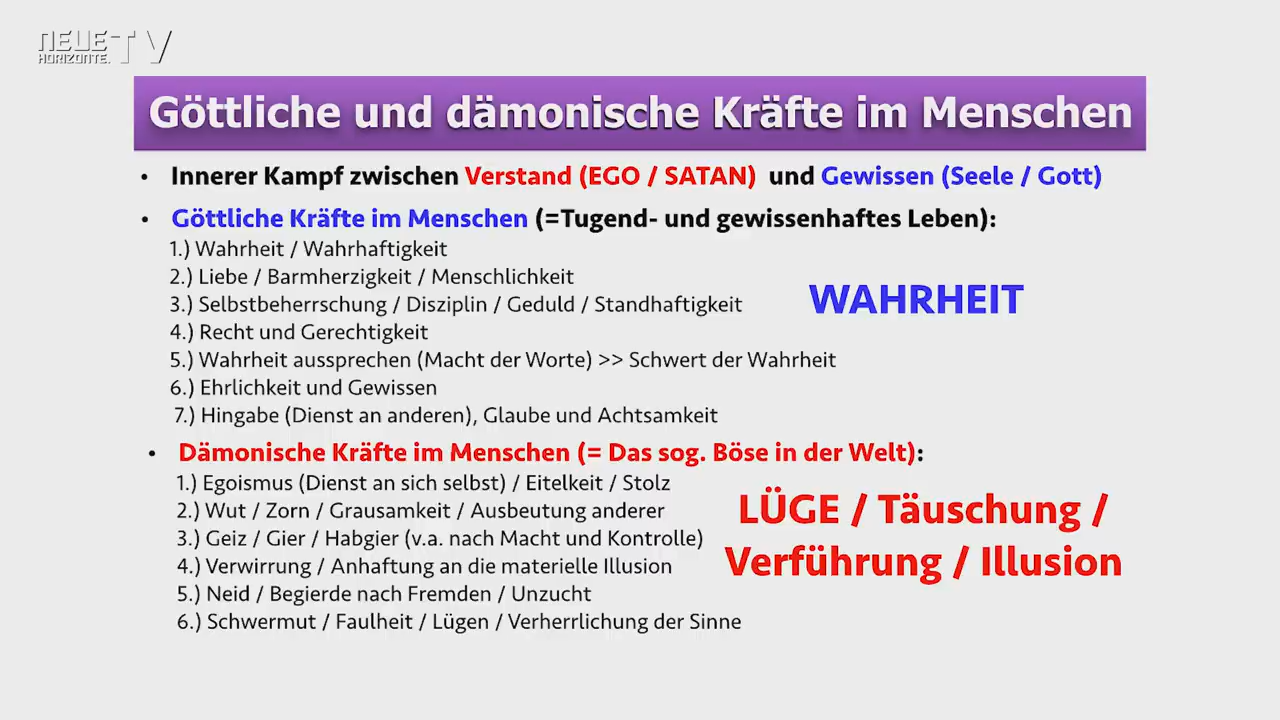 NEUE HORIZONTE. TV
Göttliche und dämonische Kräfte im Menschen
• Innerer Kampf zwischen Verstand (EGO / SATAN) und Gewissen (Seele / Gott)
• Göttliche Kräfte im Menschen (=Tugend- und gewissenhaftes Leben):
1.) Wahrheit / Wahrhaftigkeit
2.) Liebe / Barmherzigkeit / Menschlichkeit
3.) Selbstbeherrschung / Disziplin / Geduld / Standhaftigkeit
4.) Recht und Gerechtigkeit
5.) Wahrheit aussprechen (Macht der Worte) >> Schwert der Wahrheit
6.) Ehrlichkeit und Gewissen
7.) Hingabe (Dienst an anderen), Glaube und Achtsamkeit
WAHRHEIT
• Dämonische Kräfte im Menschen (= Das sog. Böse in der Welt):
1.) Egoismus (Dienst an sich selbst) / Eitelkeit / Stolz
2.) Wut / Zorn / Grausamkeit / Ausbeutung anderer
3.) Geiz / Gier / Habgier (v.a. nach Macht und Kontrolle)
4.) Verwirrung / Anhaftung an die materielle Illusion
5.) Neid / Begierde nach Fremden / Unzucht
6.) Schwermut / Faulheit / Lügen / Verherrlichung der Sinne
LÜGE / Täuschung /
Verführung / Illusion